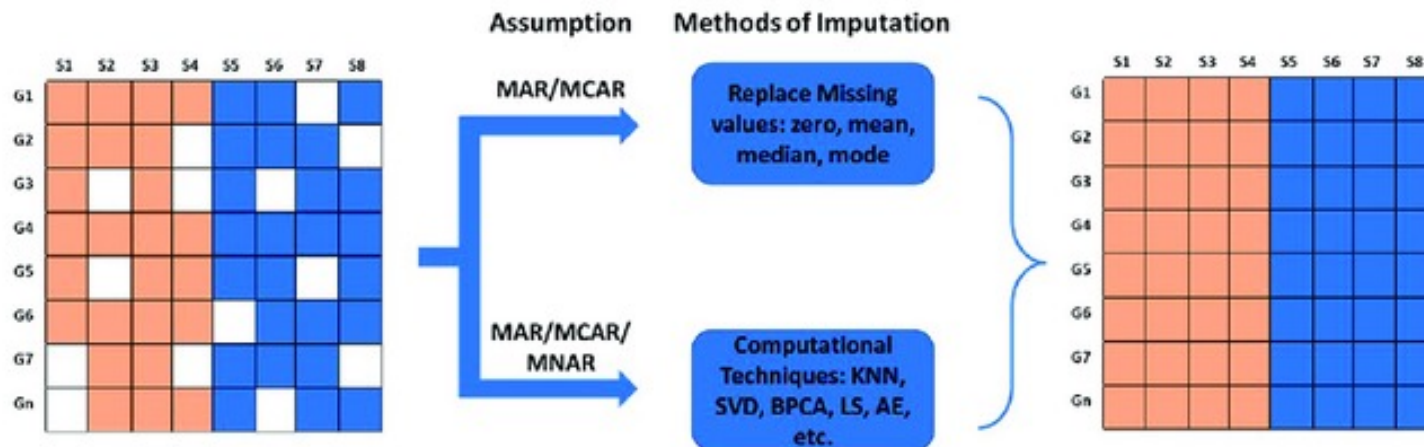 Assumption Methods of Imputation
S1 S2 S3 S4 S5 S6 S7 S8
G1
G2
G3
G4
G5
G6
G7
Gn
MAR/MCAR
Replace Missing
values: zero, mean,
median, mode
MAR/MCAR/
MNAR
Computational
Techniques: KNN,
SVD, BPCA, LS, AE,
etc.
S1 S2 S3 S4 S5 S6 S7 S8
G1
G2
G3
G4
G5
G6
G7
Gn